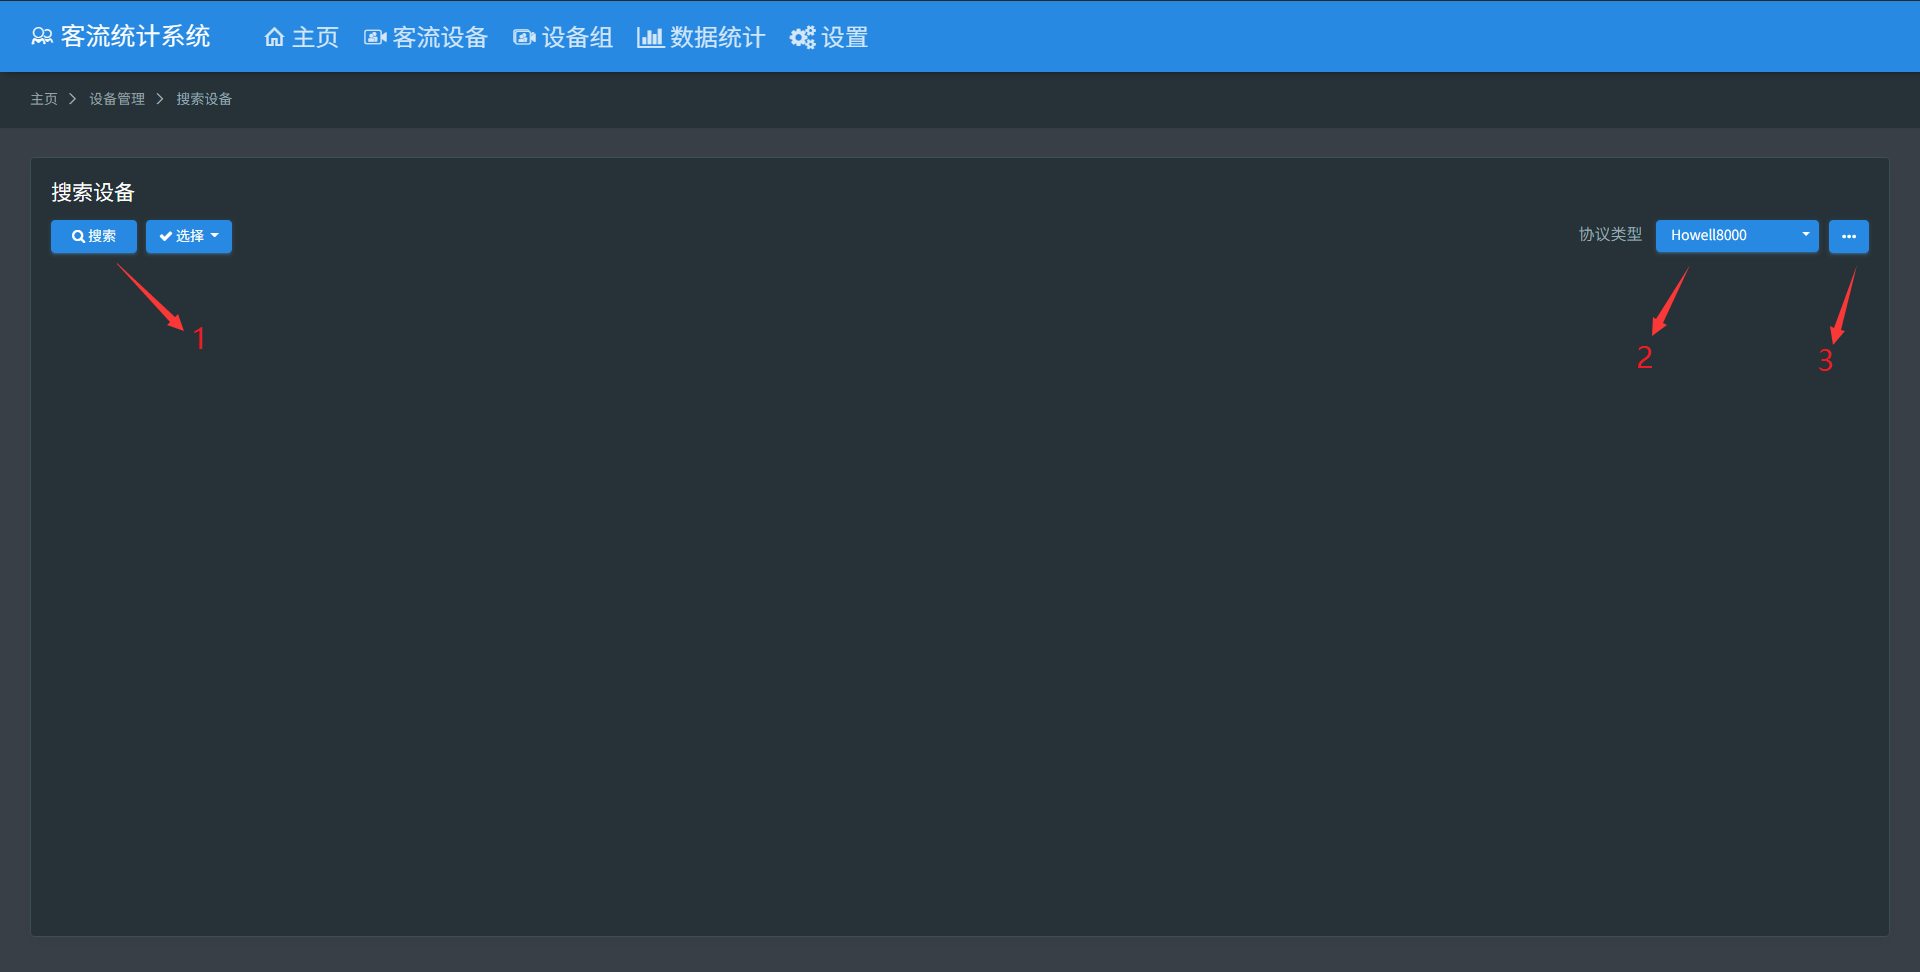 客流统计系统 主页 客流设备 设备组 数据统计 设置
主页 设备管理 搜索设备
搜索设备
搜索 选择 协议类型 Howell8000
1
2
3